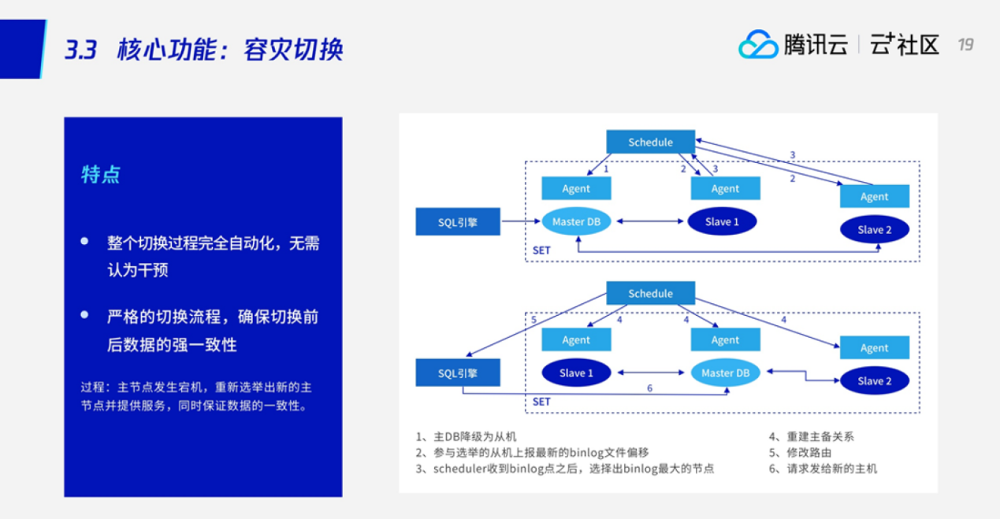 3.3 核心功能：容灾切换
腾讯云 | 云+社区 19
特点
• 整个切换过程完全自动化，无需
认为干预
• 严格的切换流程，确保切换前
后数据的强一致性
过程：主节点发生宕机，重新选举出新的主
节点并提供服务，同时保证数据的一致性。
Schedule
3
1 2 3
2
Agent Agent Agent
SQL引擎 Master DB Slave 1 Slave 2
SET
Schedule
5 4 4 4
Agent Agent Agent
SQL引擎 Slave 1 Master DB Slave 2
6
SET
1、主DB降级为从机
2、参与选举的从机上报最新的binlog文件偏移
3、scheduler收到binlog点之后，选择出binlog最大的节点
4、重建主备关系
5、修改路由
6、请求发给新的主机